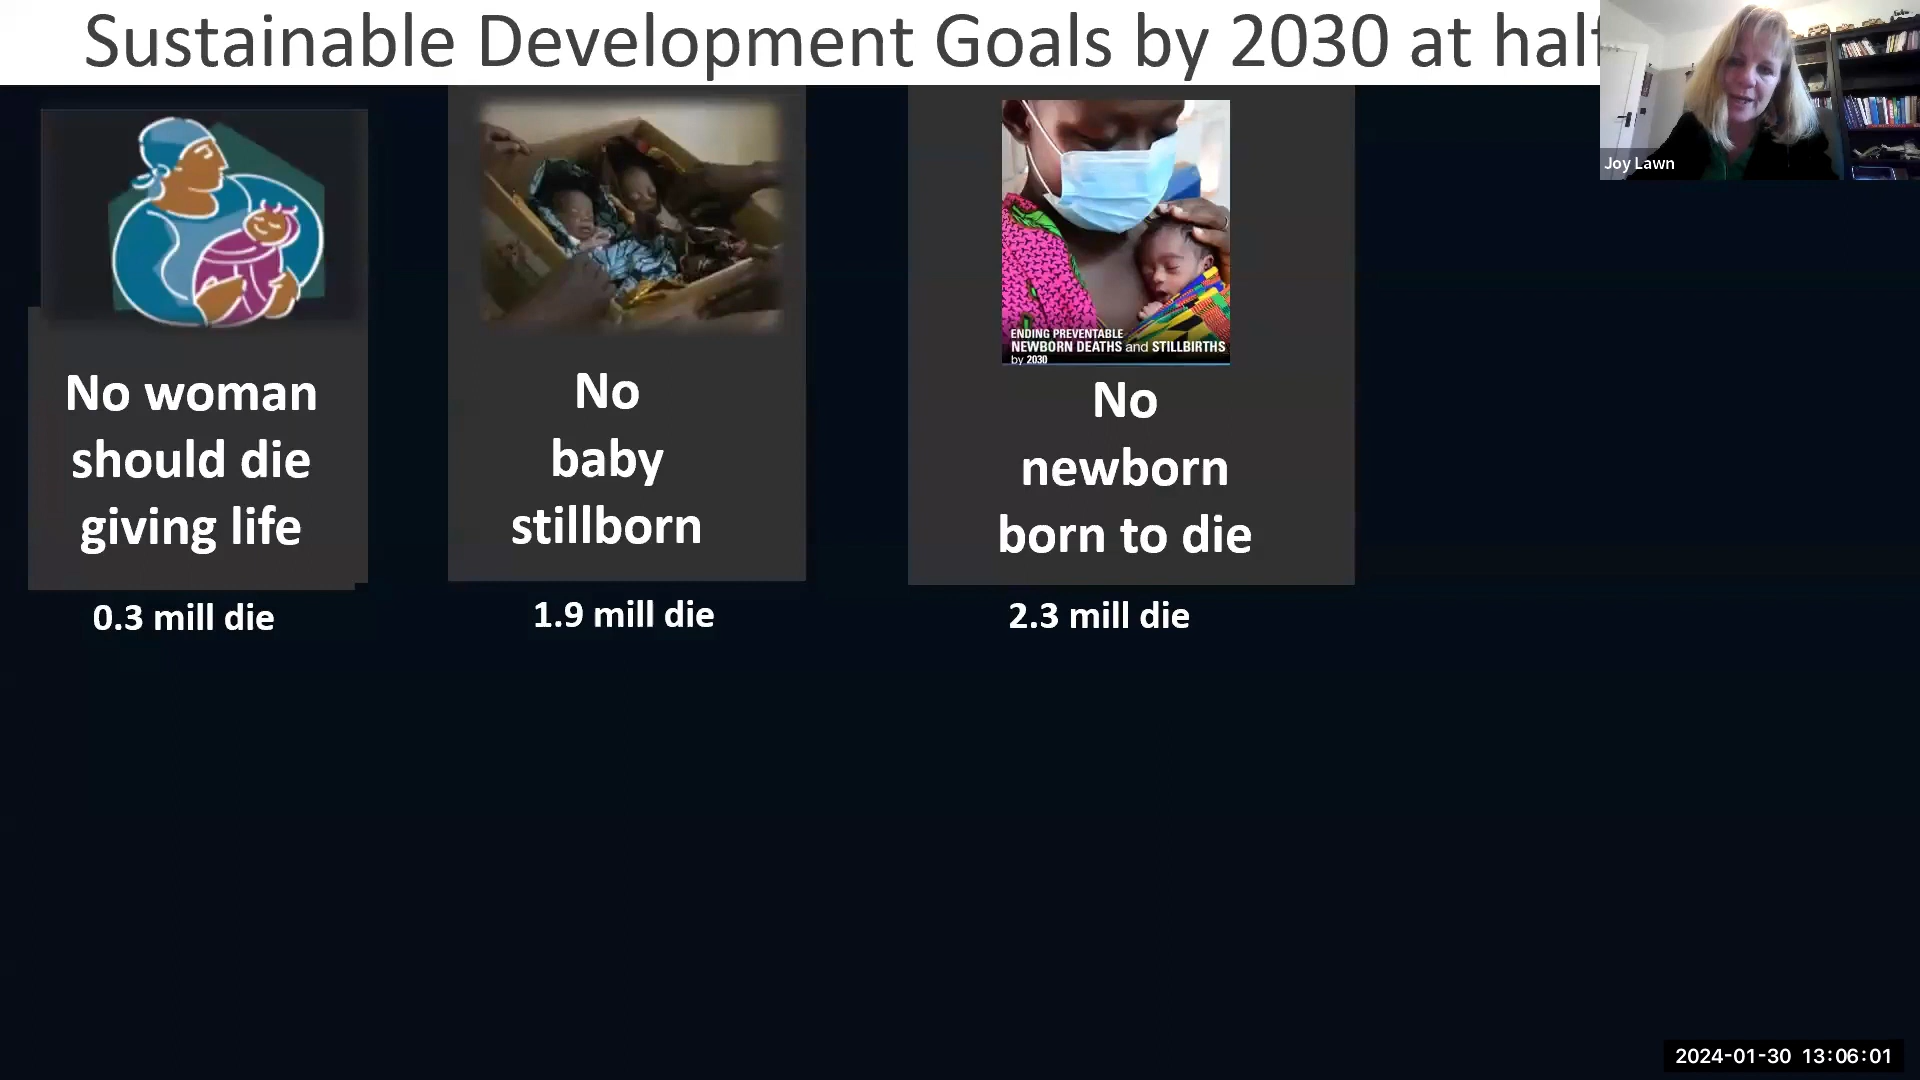 Sustainable Development Goals by 2030 at half
Joy Lawn
ENDING PREVENTABLE
NEWBORN DEATHS and STILLBIRTHS
by 2030
No woman
should die
giving life
0.3 mill die
No
baby
stillborn
1.9 mill die
No
newborn
born to die
2.3 mill die
2024-01-30 13:06:01